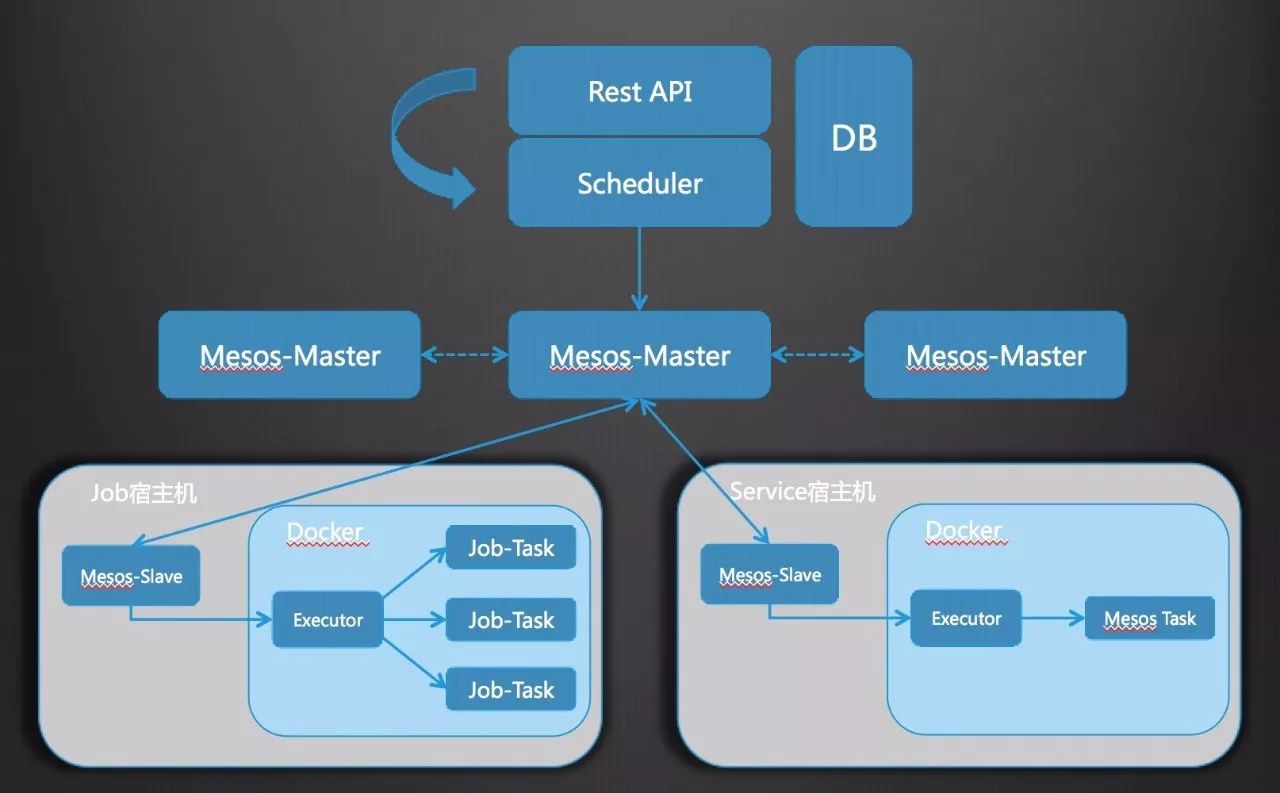 Rest API
DB
Scheduler
Mesos-Master
Mesos-Master
Mesos-Master
Job宿主机
Docker
Mesos-Slave
Executor
Job-Task
Job-Task
Job-Task
Service宿主机
Docker
Mesos-Slave
Executor
Mesos Task